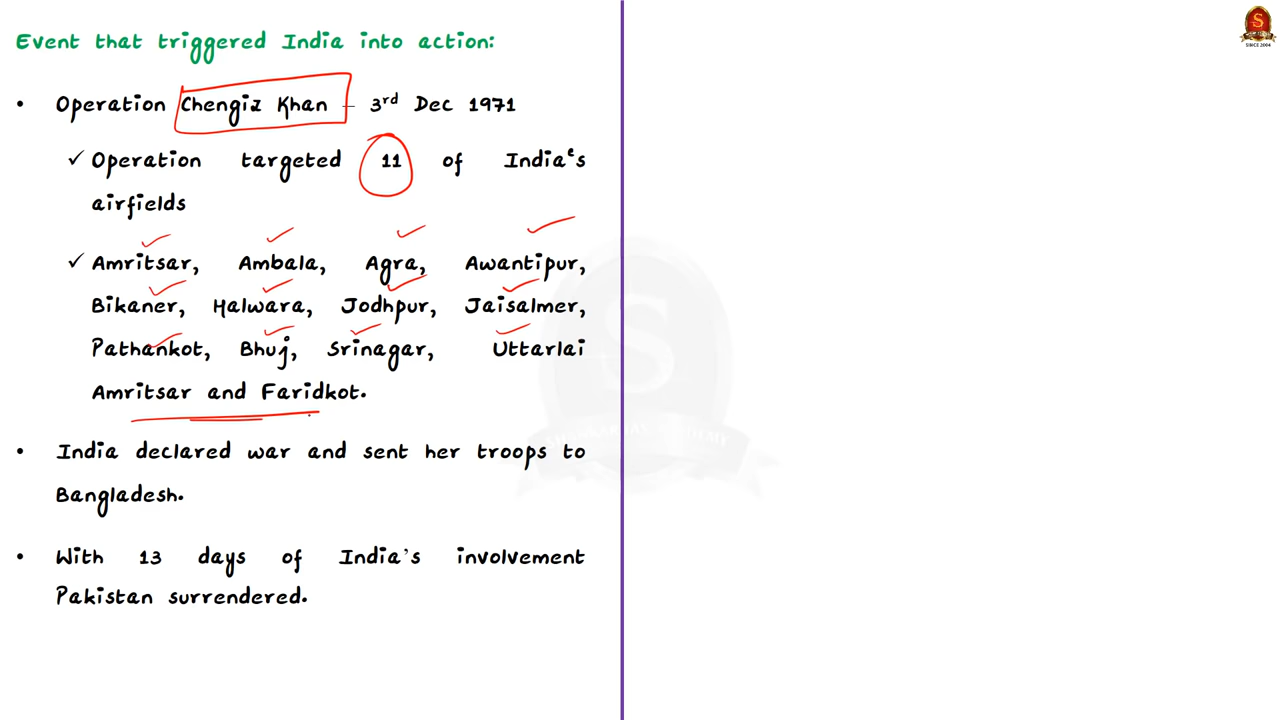 Event that triggered India into action:
• Operation Chengiz Khan – 3rd Dec 1971
✓ Operation targeted 11 of India's
airfields
✓ Amritsar, Ambala, Agra, Awantipur,
Bikaner, Halwara, Jodhpur, Jaisalmer,
Pathankot, Bhuj, Srinagar, Uttarlai
Amritsar and Faridkot.
• India declared war and sent her troops to
Bangladesh.
• With 13 days of India's involvement
Pakistan surrendered.
S
SINCE 2004